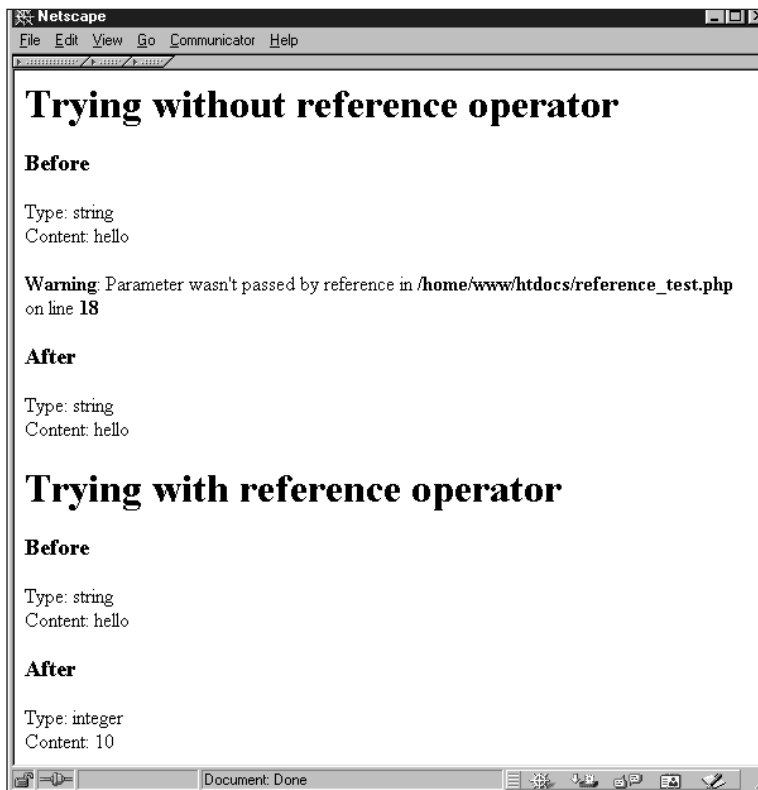 Netscape
File Edit View Go Communicator Help
Trying without reference operator
Before
Type: string
Content: hello
Warning: Parameter wasn't passed by reference in /home/www/htdocs/reference_test.php
on line 18
After
Type: string
Content: hello
Trying with reference operator
Before
Type: string
Content: hello
After
Type: integer
Content: 10
Document: Done